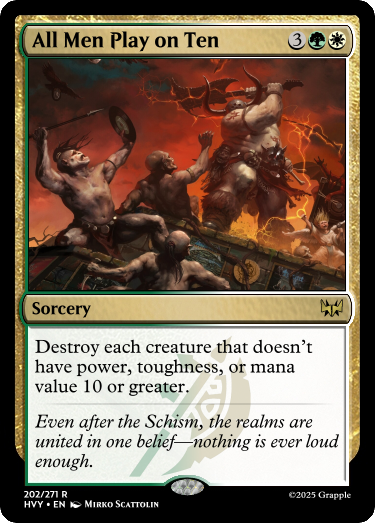 All Men Play on Ten 3
Sorcery
Destroy each creature that doesn't
have power, toughness, or mana
value 10 or greater.
Even after the Schism, the realms are
united in one belief—nothing is ever loud
enough.
202/271 R
HVY • EN Mirko Scattolin
©2025 Grapple